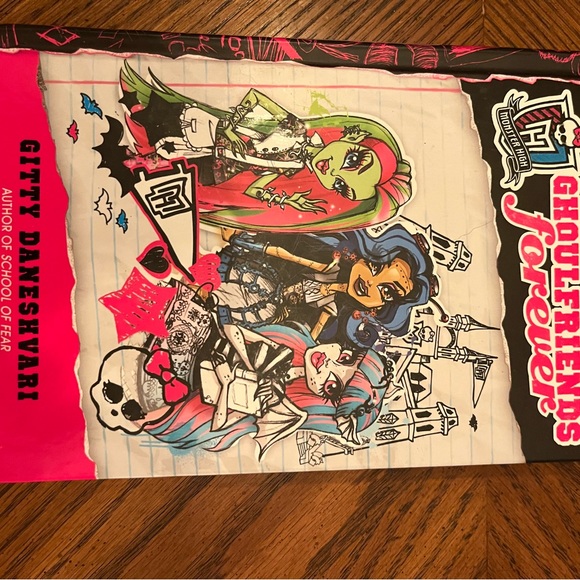 MONSTER HIGH
GHOULFRIENDS
forever
GITTY DANESHVARI
AUTHOR OF SCHOOL OF FEAR